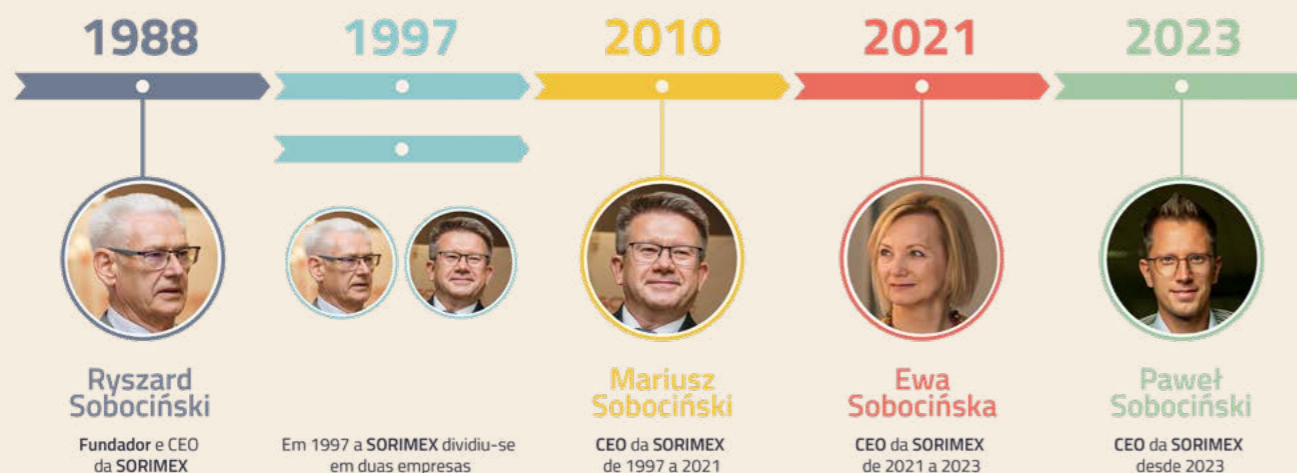 1988
1997
2010
2021
2023
Ryszard
Sobociński
Fundador e CEO
da SORIMEX
Em 1997 a SORIMEX dividiu-se
em duas empresas
Mariusz
Sobociński
CEO da SORIMEX
de 1997 a 2021
Ewa
Sobocińska
CEO da SORIMEX
de 2021 a 2023
Paweł
Sobociński
CEO da SORIMEX
desde 2023